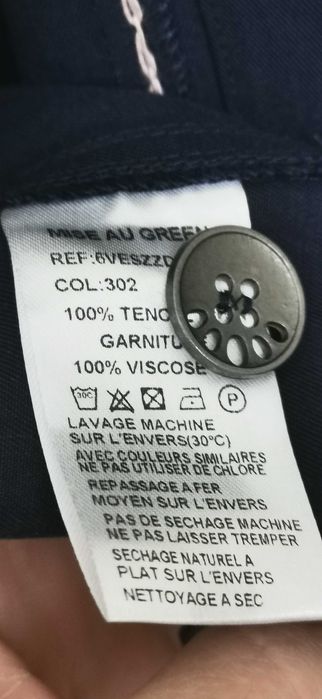 MISE AU GREEN
REF:6VESZZD
COL:302
100% TENC
GARNITU
100% VISCOSE
30C P
LAVAGE MACHINE
SUR L'ENVERS(30°C)
AVEC COULEURS SIMILAIRES
NE PAS UTILISER DE CHLORE
REPASSAGE A FER
MOYEN SUR L'ENVERS
PAS DE SECHAGE MACHINE
NE PAS LAISSER TREMPER
SECHAGE NATUREL A
PLAT SUR L'ENVERS
NETTOYAGE A SEC